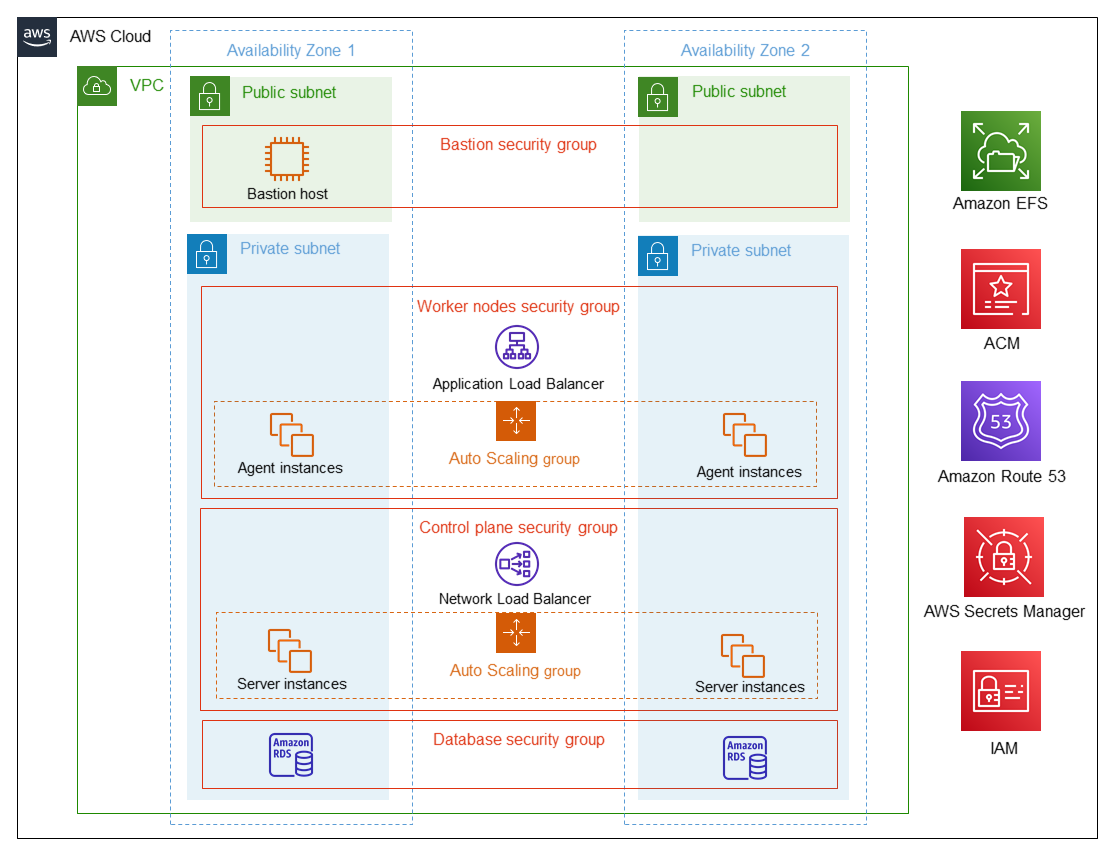 aws
AWS Cloud
Availability Zone 1
Availability Zone 2
VPC
Public subnet
Public subnet
Bastion security group
Bastion host
Amazon EFS
Private subnet
Private subnet
Worker nodes security group
ACM
Application Load Balancer
53
Agent instances
Auto Scaling group
Agent instances
Amazon Route 53
Control plane security group
Network Load Balancer
AWS Secrets Manager
Server instances
Auto Scaling group
Server instances
Database security group
Amazon
RDS
Amazon
RDS
IAM